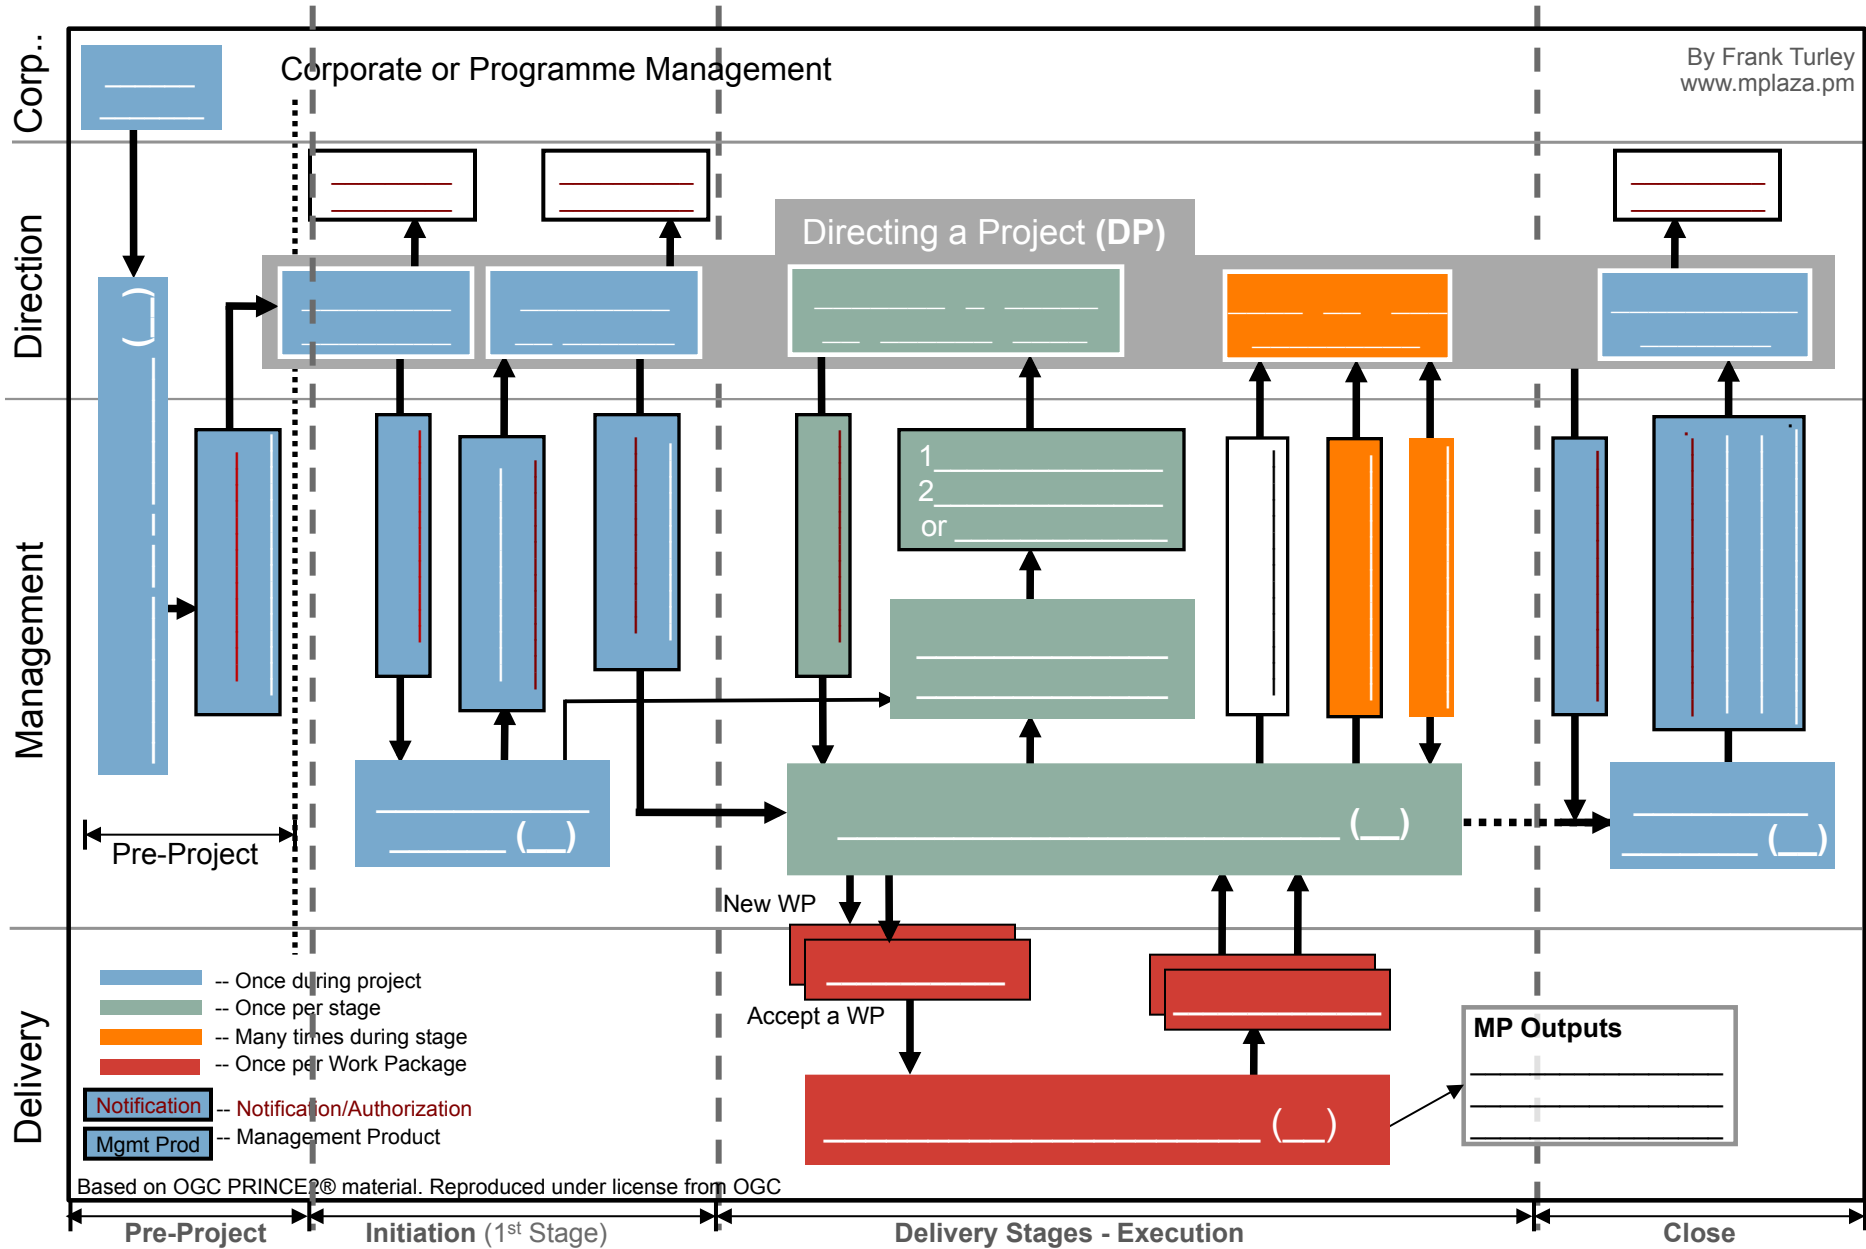 Corp..
Corporate or Programme Management
By Frank Turley
www.mplaza.pm
Direction
Directing a Project (DP)
Management
1
2
or
Pre-Project
New WP
Accept a WP
Delivery
-- Once during project
-- Once per stage
-- Many times during stage
-- Once per Work Package
Notification -- Notification/Authorization
Mgmt Prod -- Management Product
MP Outputs
Based on OGC PRINCE2® material. Reproduced under license from OGC
Pre-Project
Initiation (1st Stage)
Delivery Stages - Execution
Close